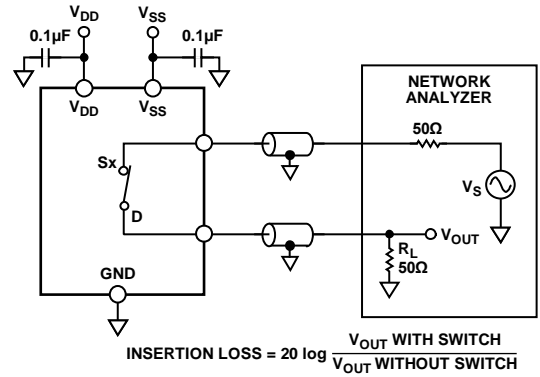 VDD VSS
0.1µF 0.1µF
VDD VSS
NETWORK
ANALYZER
50Ω
Sx
VS
D
VOUT
RL
50Ω
GND
INSERTION LOSS = 20 log VOUT WITH SWITCH
VOUT WITHOUT SWITCH